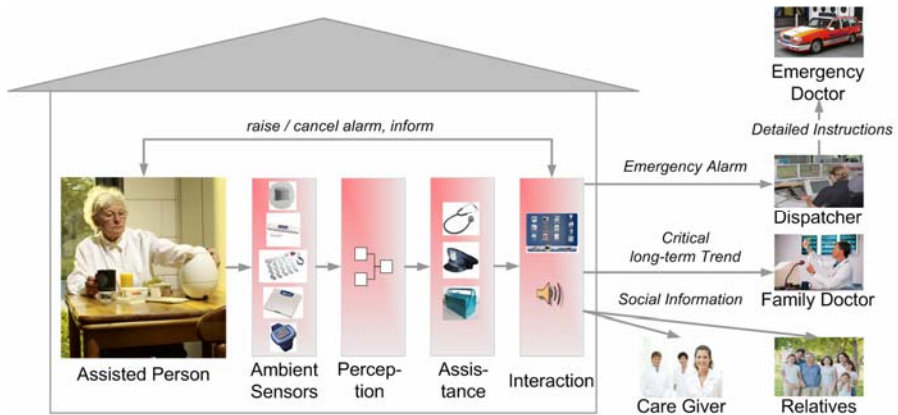 Emergency
Doctor
raise / cancel alarm, inform
Detailed Instructions
Emergency Alarm
Dispatcher
Critical
long-term Trend
Family Doctor
Social Information
Assisted Person
Ambient
Sensors
Percep-
tion
Assis-
tance
Interaction
Care Giver
Relatives